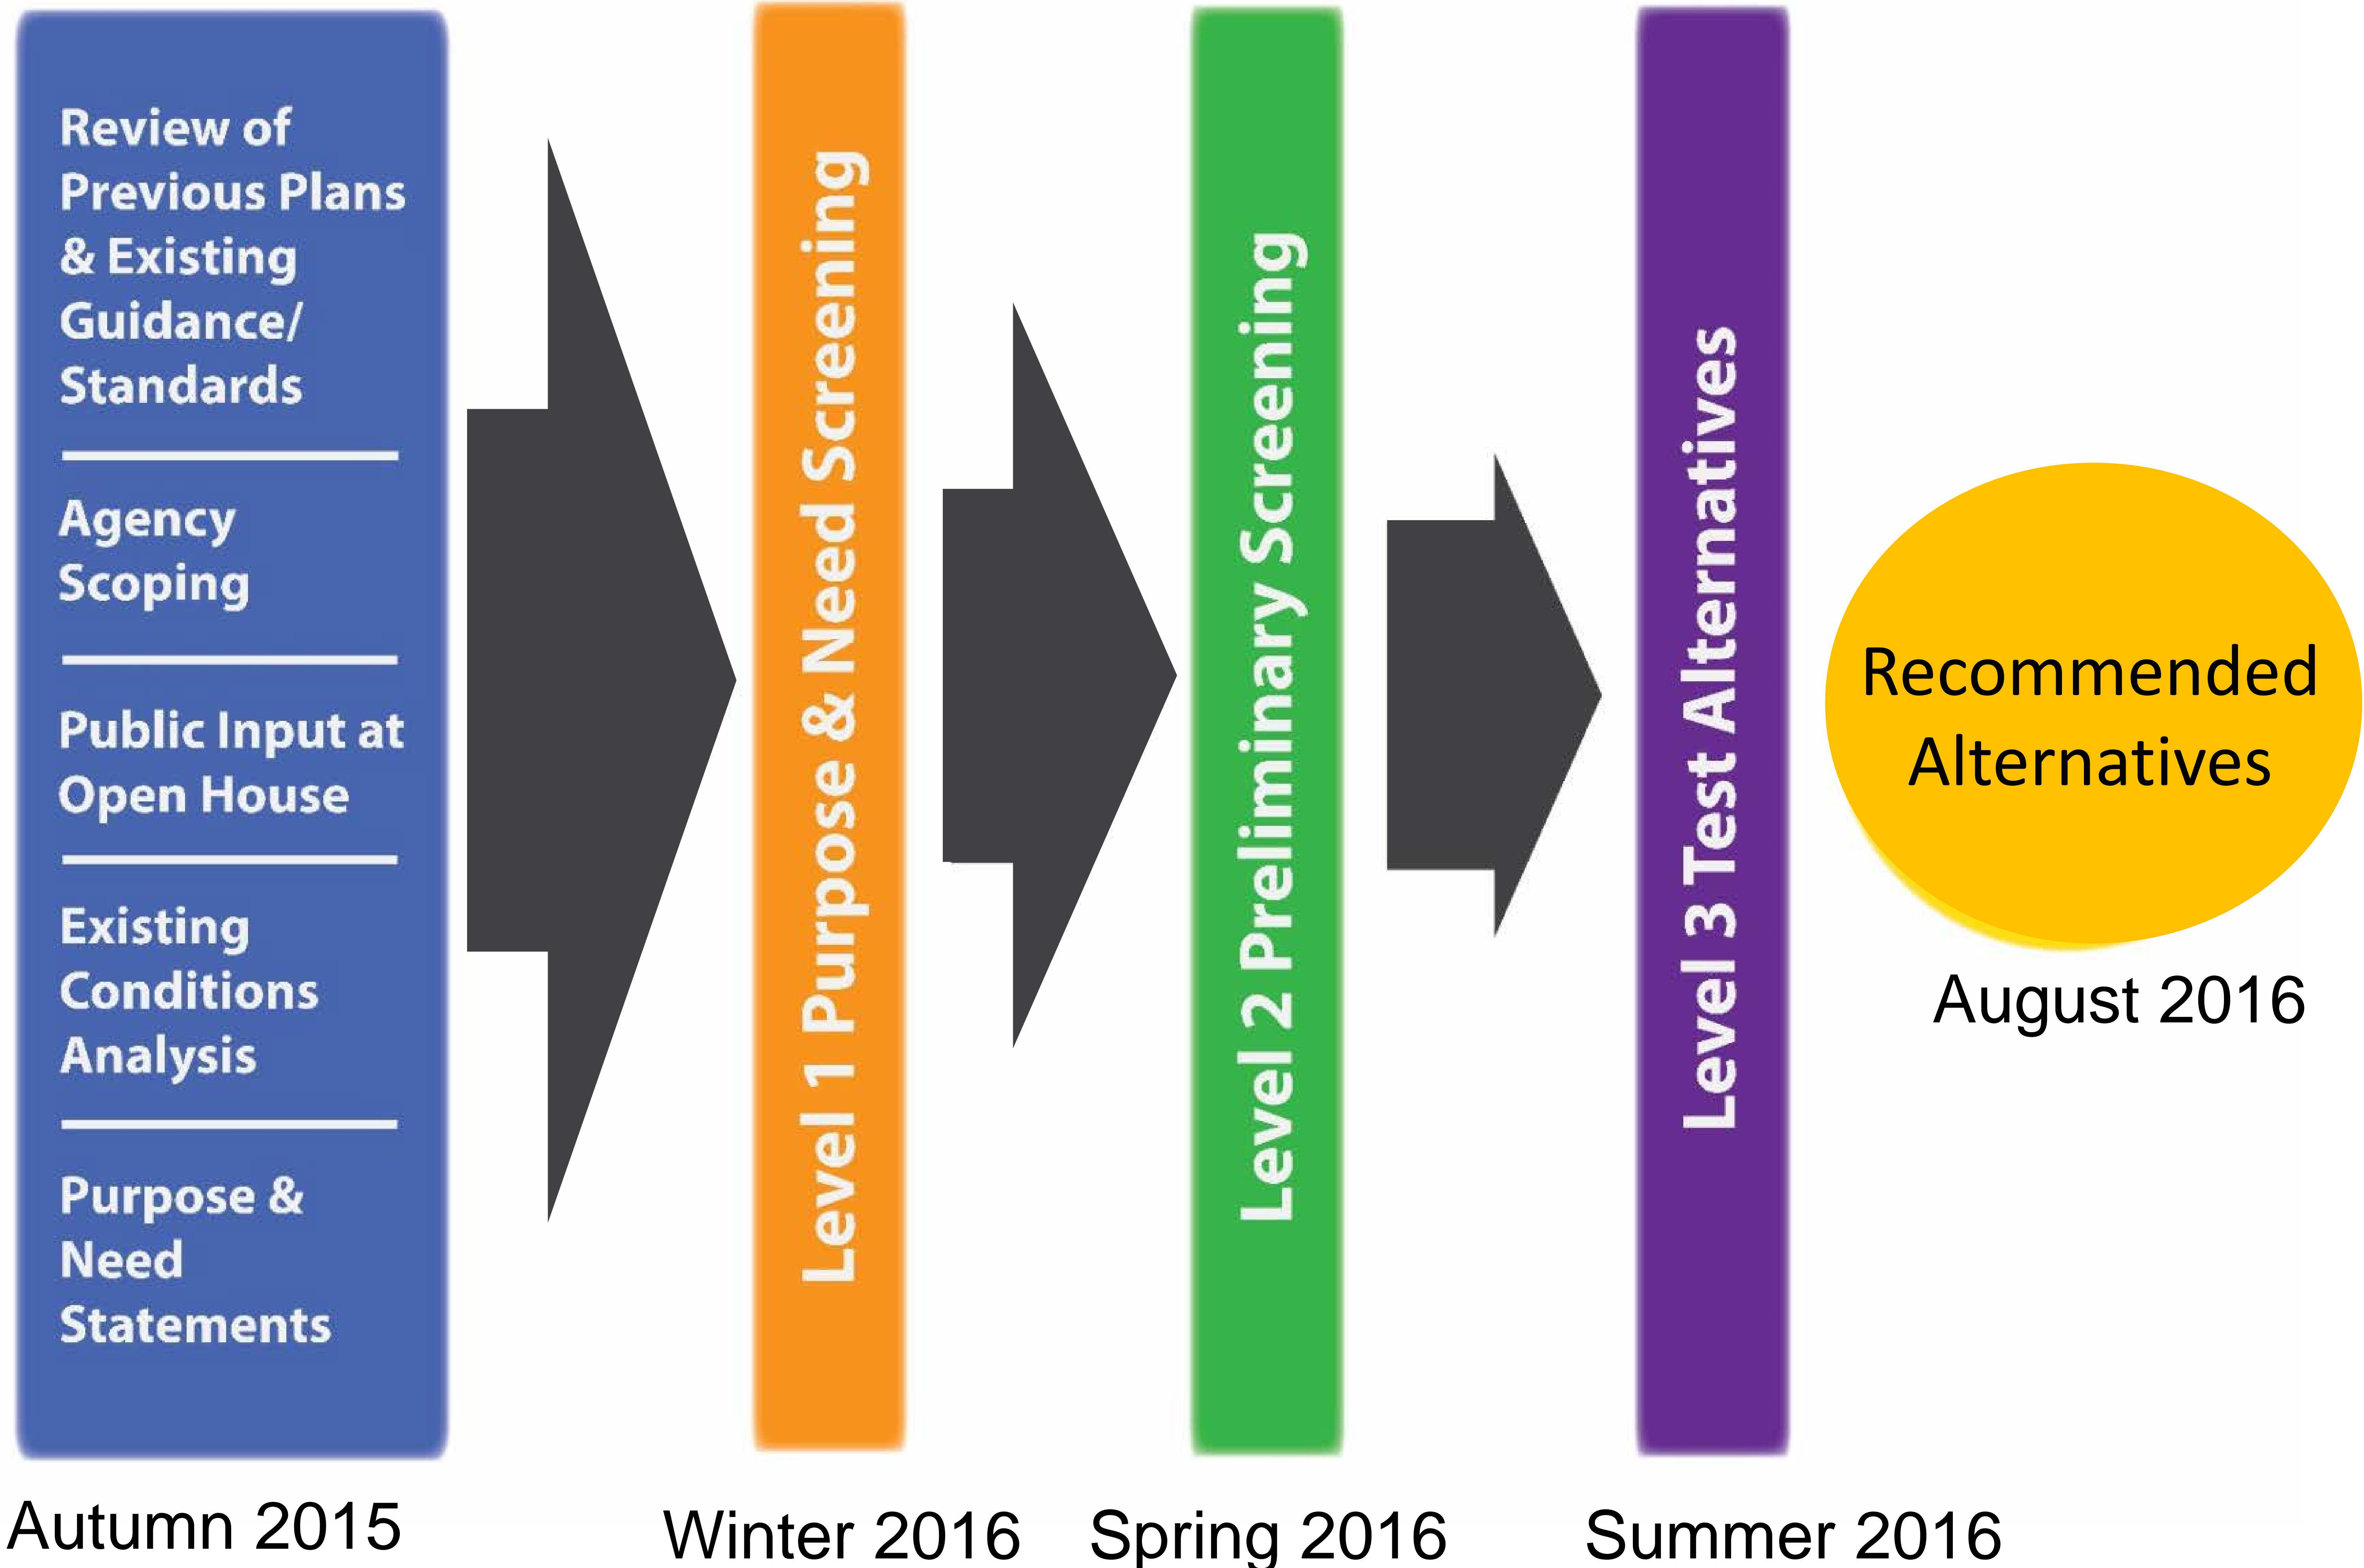 Review of
Previous Plans
& Existing
Guidance/
Standards
Agency
Scoping
Public Input at
Open House
Existing
Conditions
Analysis
Purpose &
Need
Statements
Autumn 2015
Level 1 Purpose & Need Screening
Winter 2016
Level 2 Preliminary Screening
Spring 2016
Level 3 Test Alternatives
Summer 2016
Recommended
Alternatives
August 2016